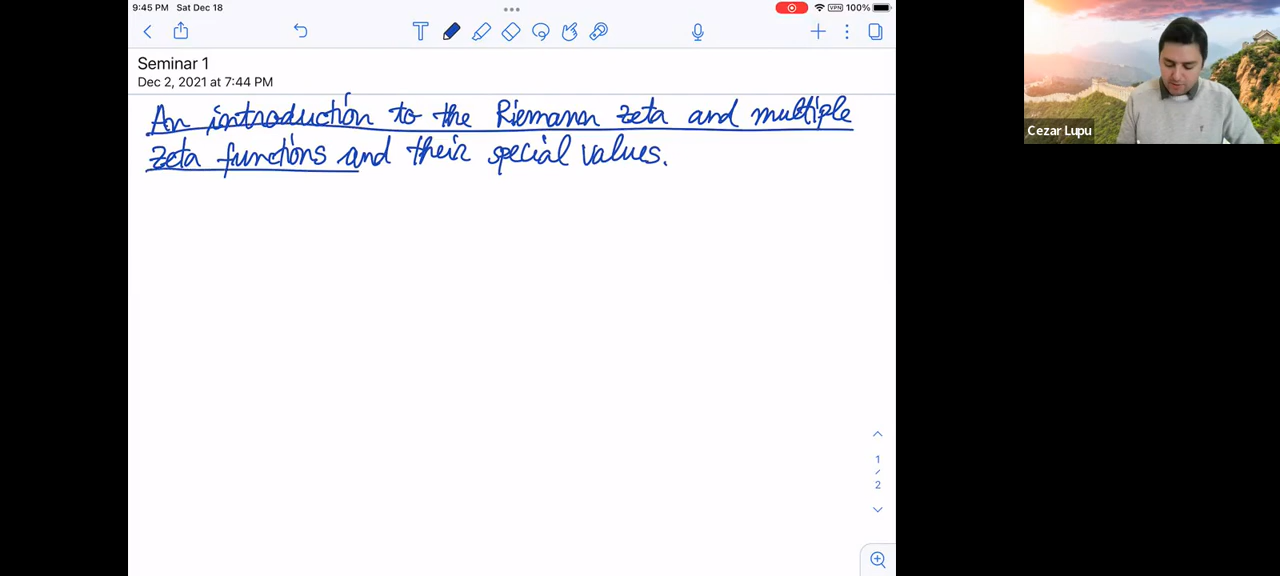 9:45 PM Sat Dec 18
VPN 100%
Seminar 1
Dec 2, 2021 at 7:44 PM
An introduction to the Riemann zeta and multiple
zeta functions and their special values.
Cezar Lupu
1
/
2